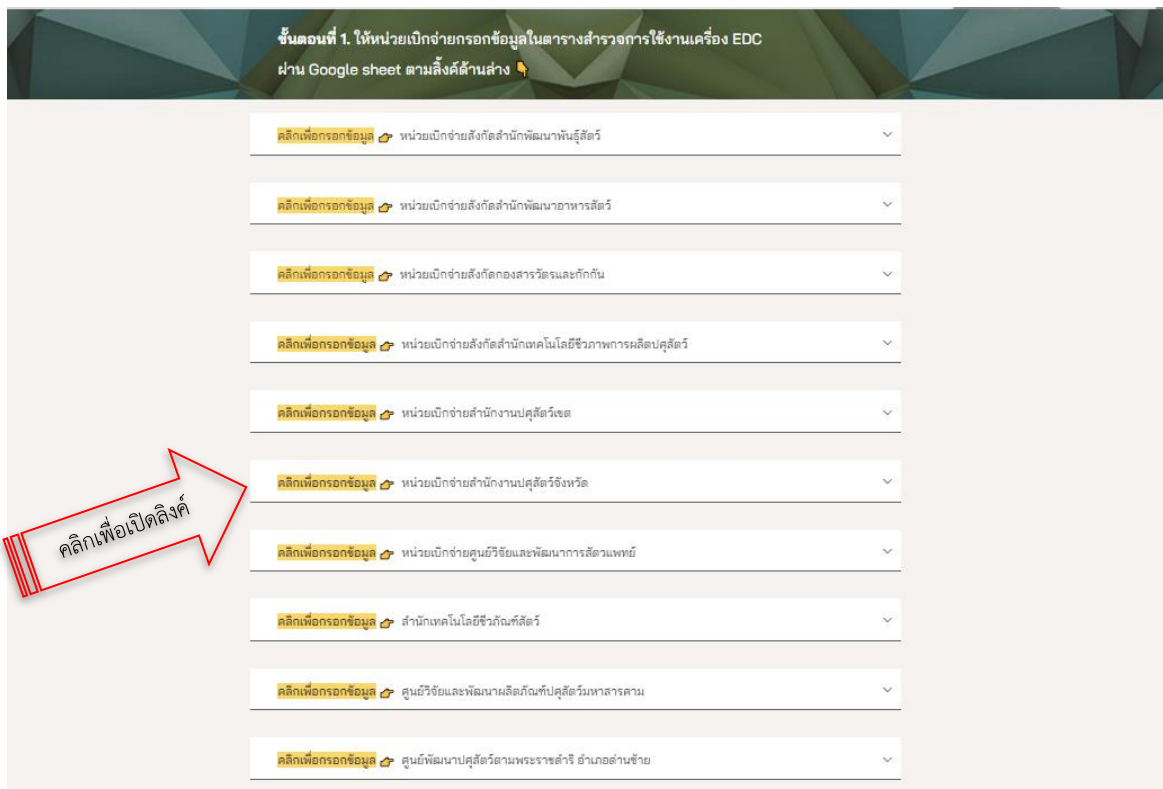 ขั้นตอนที่ 1. ให้หน่วยเบิกจ่ายกรอกข้อมูลในตารางสำรวจการใช้งานเครื่อง EDC
ผ่าน Google sheet ตามลิ้งค์ด้านล่าง 👇
คลิกเพื่อกรอกข้อมูล 👉 หน่วยเบิกจ่ายสังกัดสำนักพัฒนาพันธุ์สัตว์
คลิกเพื่อกรอกข้อมูล 👉 หน่วยเบิกจ่ายสังกัดสำนักพัฒนาอาหารสัตว์
คลิกเพื่อกรอกข้อมูล 👉 หน่วยเบิกจ่ายสังกัดกองสารวัตรและกักกัน
คลิกเพื่อกรอกข้อมูล 👉 หน่วยเบิกจ่ายสังกัดสำนักเทคโนโลยีชีวภาพการผลิตปศุสัตว์
คลิกเพื่อกรอกข้อมูล 👉 หน่วยเบิกจ่ายสำนักงานปศุสัตว์เขต
คลิกเพื่อกรอกข้อมูล 👉 หน่วยเบิกจ่ายสำนักงานปศุสัตว์จังหวัด
คลิกเพื่อเปิดลิงค์
คลิกเพื่อกรอกข้อมูล 👉 หน่วยเบิกจ่ายศูนย์วิจัยและพัฒนาการสัตวแพทย์
คลิกเพื่อกรอกข้อมูล 👉 สำนักเทคโนโลยีชีวภัณฑ์สัตว์
คลิกเพื่อกรอกข้อมูล 👉 ศูนย์วิจัยและพัฒนาผลิตภัณฑ์ปศุสัตว์มหาสารคาม
คลิกเพื่อกรอกข้อมูล 👉 ศูนย์พัฒนาปศุสัตว์ตามพระราชดำริ อำเภอด่านซ้าย